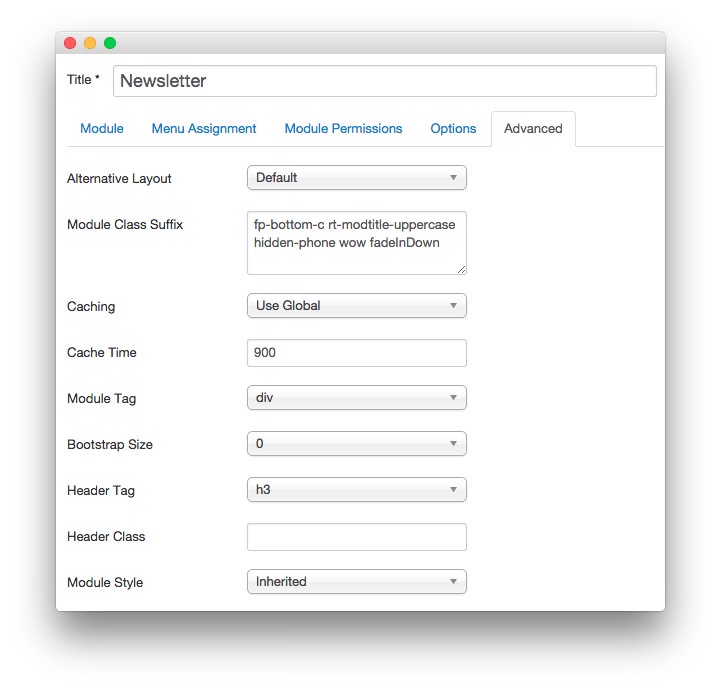 Title * Newsletter
Module Menu Assignment Module Permissions Options Advanced
Alternative Layout Default
Module Class Suffix fp-bottom-c rt-modtitle-uppercase
hidden-phone wow fadeInDown
Caching Use Global
Cache Time 900
Module Tag div
Bootstrap Size 0
Header Tag h3
Header Class
Module Style Inherited